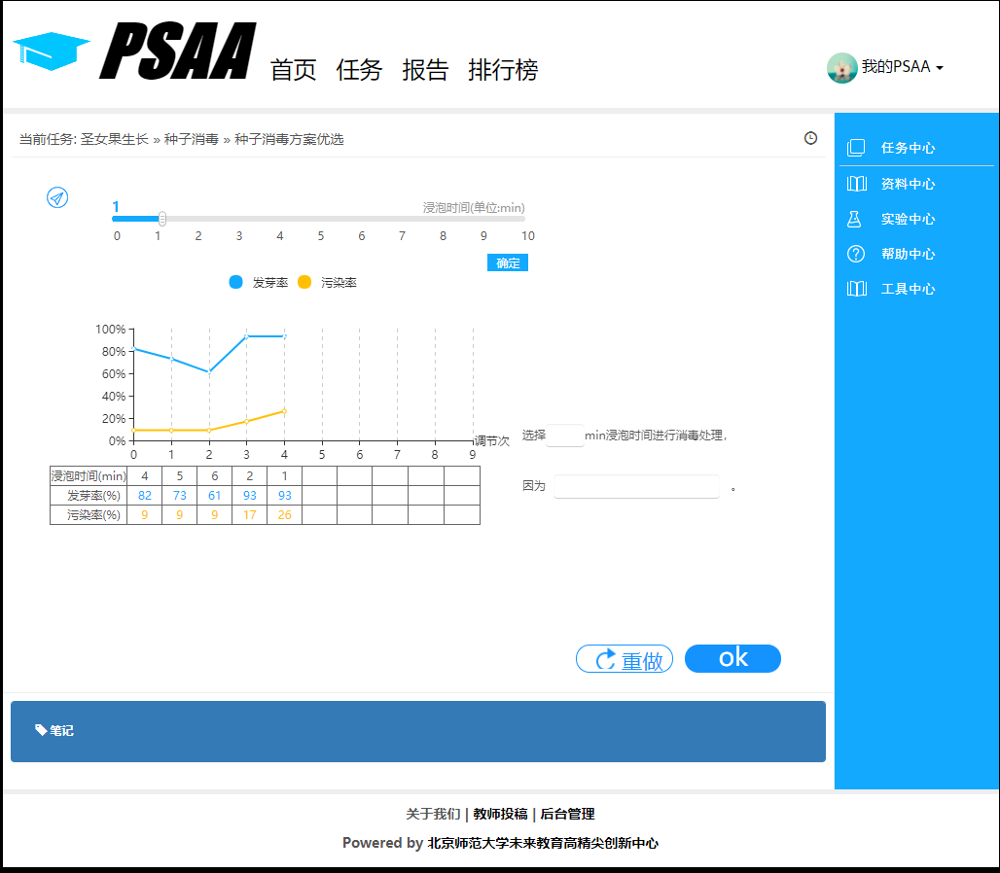 PSAA 首页 任务 报告 排行榜 我的PSAA
当前任务: 圣女果生长 » 种子消毒 » 种子消毒方案优选
任务中心
资料中心
实验中心
帮助中心
工具中心
1 浸泡时间(单位:min)
0 1 2 3 4 5 6 7 8 9 10
确定
发芽率 污染率
100%
80%
60%
40%
20%
0%
调节次
0 1 2 3 4 5 6 7 8 9
浸泡时间(min) 4 5 6 2 1
发芽率(%) 82 73 61 93 93
污染率(%) 9 9 9 17 26
选择 min浸泡时间进行消毒处理,
因为 。
重做 ok
笔记
关于我们 | 教师投稿 | 后台管理
Powered by 北京师范大学未来教育高精尖创新中心